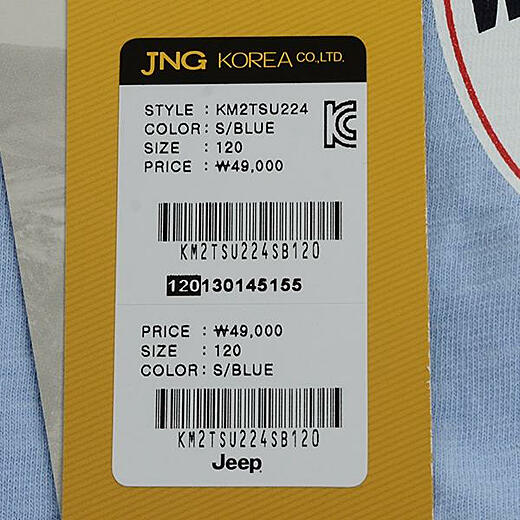 JNG KOREA CO.,LTD.
STYLE : KM2TSU224
COLOR : S/BLUE
SIZE : 120
PRICE : ₩49,000
KM2TSU224SB120
120130145155
PRICE : ₩49,000
SIZE : 120
COLOR : S/BLUE
KM2TSU224SB120
Jeep